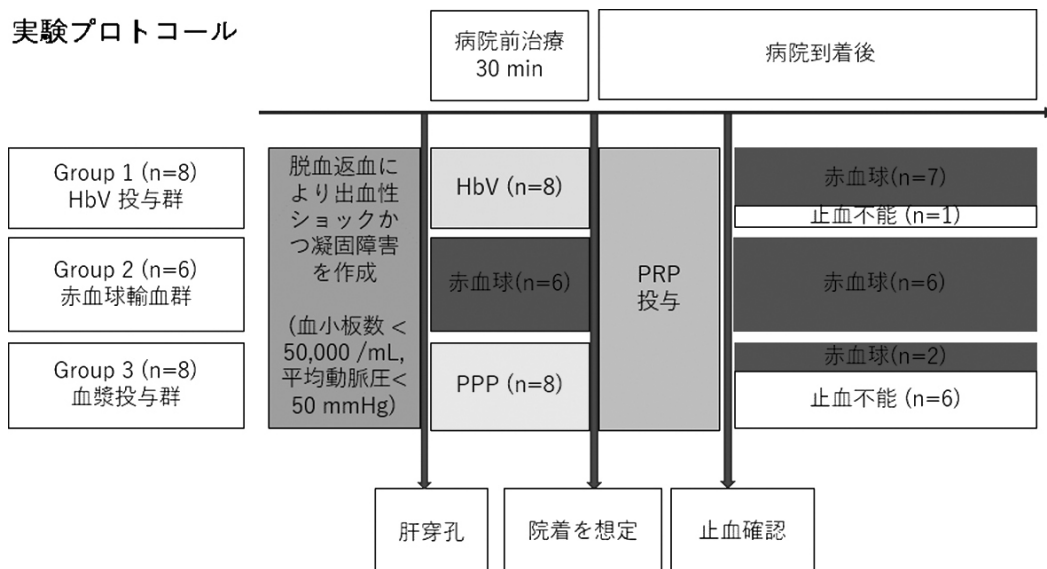 実験プロトコール
病院前治療
30 min
病院到着後
Group 1 (n=8)
HbV 投与群
脱血返血に
より出血性
ショックか
つ凝固障害
を作成
(血小板数 <
50,000 /mL,
平均動脈圧<
50 mmHg)
HbV (n=8)
赤血球(n=7)
止血不能 (n=1)
Group 2 (n=6)
赤血球輸血群
赤血球(n=6)
PRP
投与
赤血球(n=6)
Group 3 (n=8)
血漿投与群
PPP (n=8)
赤血球(n=2)
止血不能 (n=6)
肝穿孔
院着を想定
止血確認